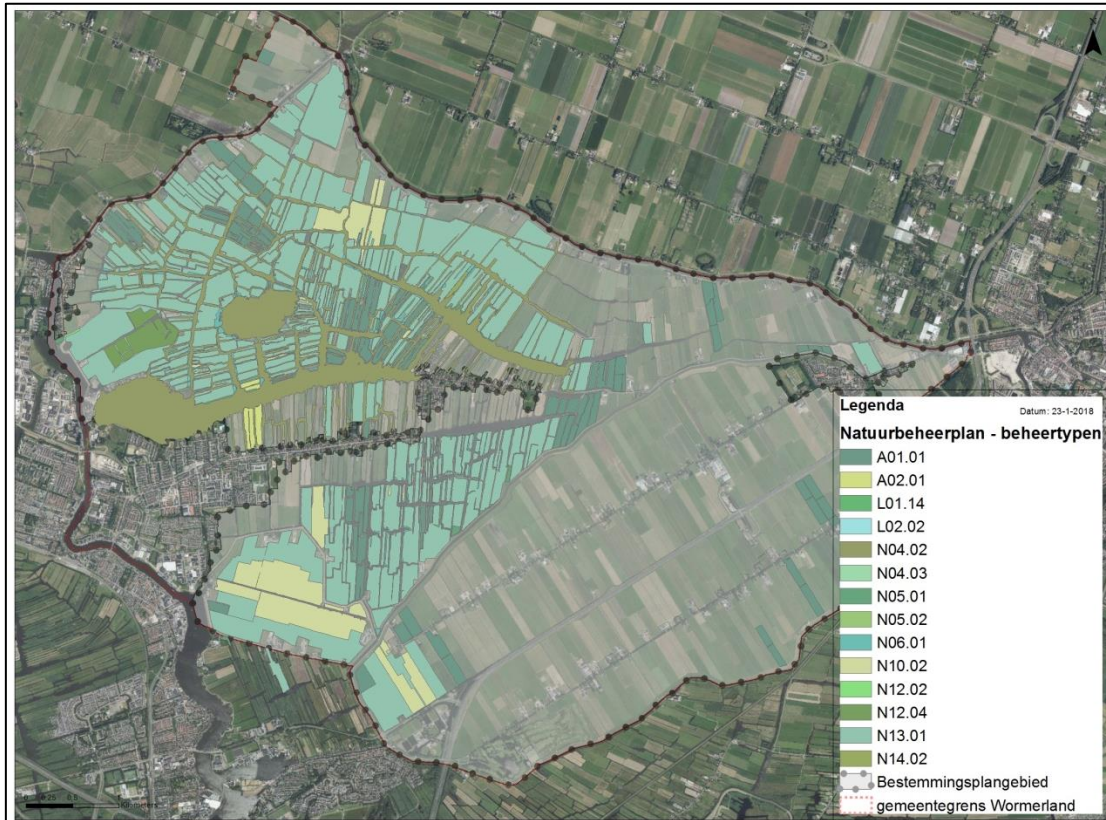 Legenda
Datum: 23-1-2018
Natuurbeheerplan - beheertypen
A01.01
A02.01
L01.14
L02.02
N04.02
N04.03
N05.01
N05.02
N06.01
N10.02
N12.02
N12.04
N13.01
N14.02
Bestemmingsplangebied
gemeentegrens Wormerland